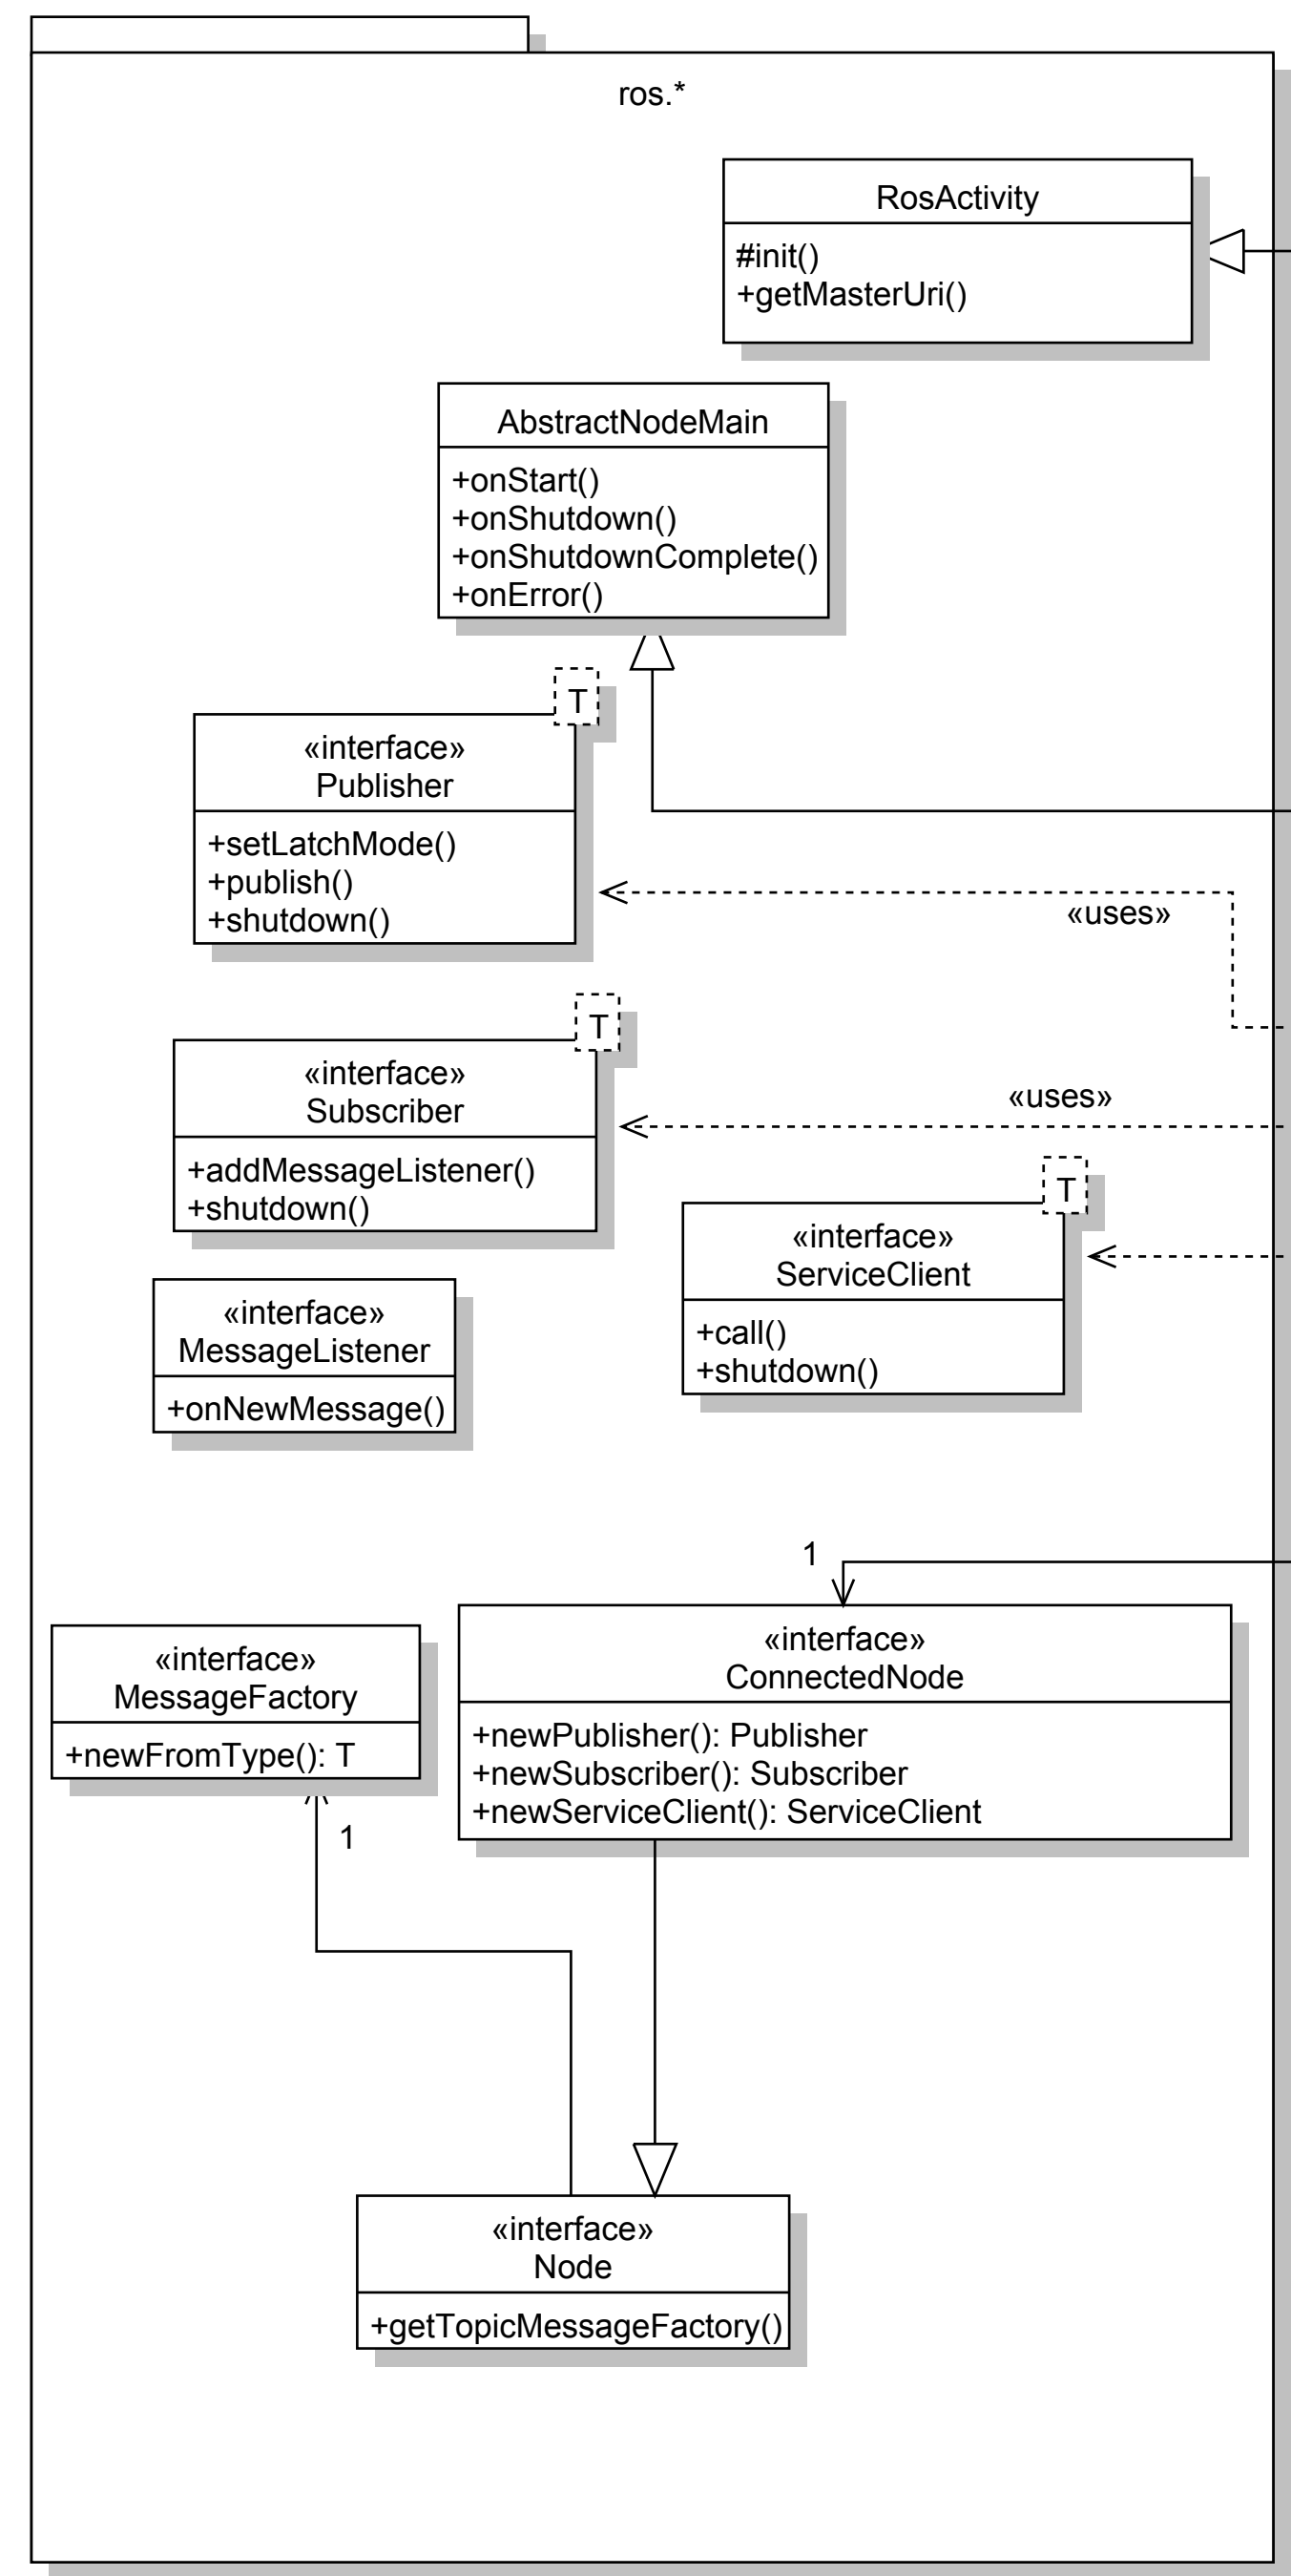 ros.*
RosActivity
#init()
+getMasterUri()
AbstractNodeMain
+onStart()
+onShutdown()
+onShutdownComplete()
+onError()
T
«interface»
Publisher
+setLatchMode()
+publish()
+shutdown()
«uses»
T
«interface»
Subscriber
+addMessageListener()
+shutdown()
«uses»
T
«interface»
ServiceClient
+call()
+shutdown()
«interface»
MessageListener
+onNewMessage()
1
«interface»
MessageFactory
+newFromType(): T
1
«interface»
ConnectedNode
+newPublisher(): Publisher
+newSubscriber(): Subscriber
+newServiceClient(): ServiceClient
«interface»
Node
+getTopicMessageFactory()